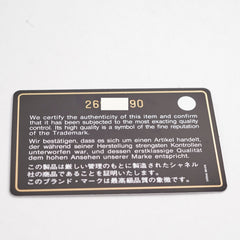 26 90
We certify the authenticity of this item and confirm
that it has been subjected to the most exacting quality
control. Its high quality is a symbol of the fine reputation
of the Trademark.
Wir bestätigen, dass es sich um einen Artikel handelt,
der während seiner Herstellung strengsten Kontrollen
unterworfen war, und dessen erstklassige Qualität
dem hohen Ansehen unserer Marke entspricht.
この製品は厳しい管理のもとに製造されたシャネル
社の商品であることを証明いたします。
このブランド・マークは最高級品質の象徴です。